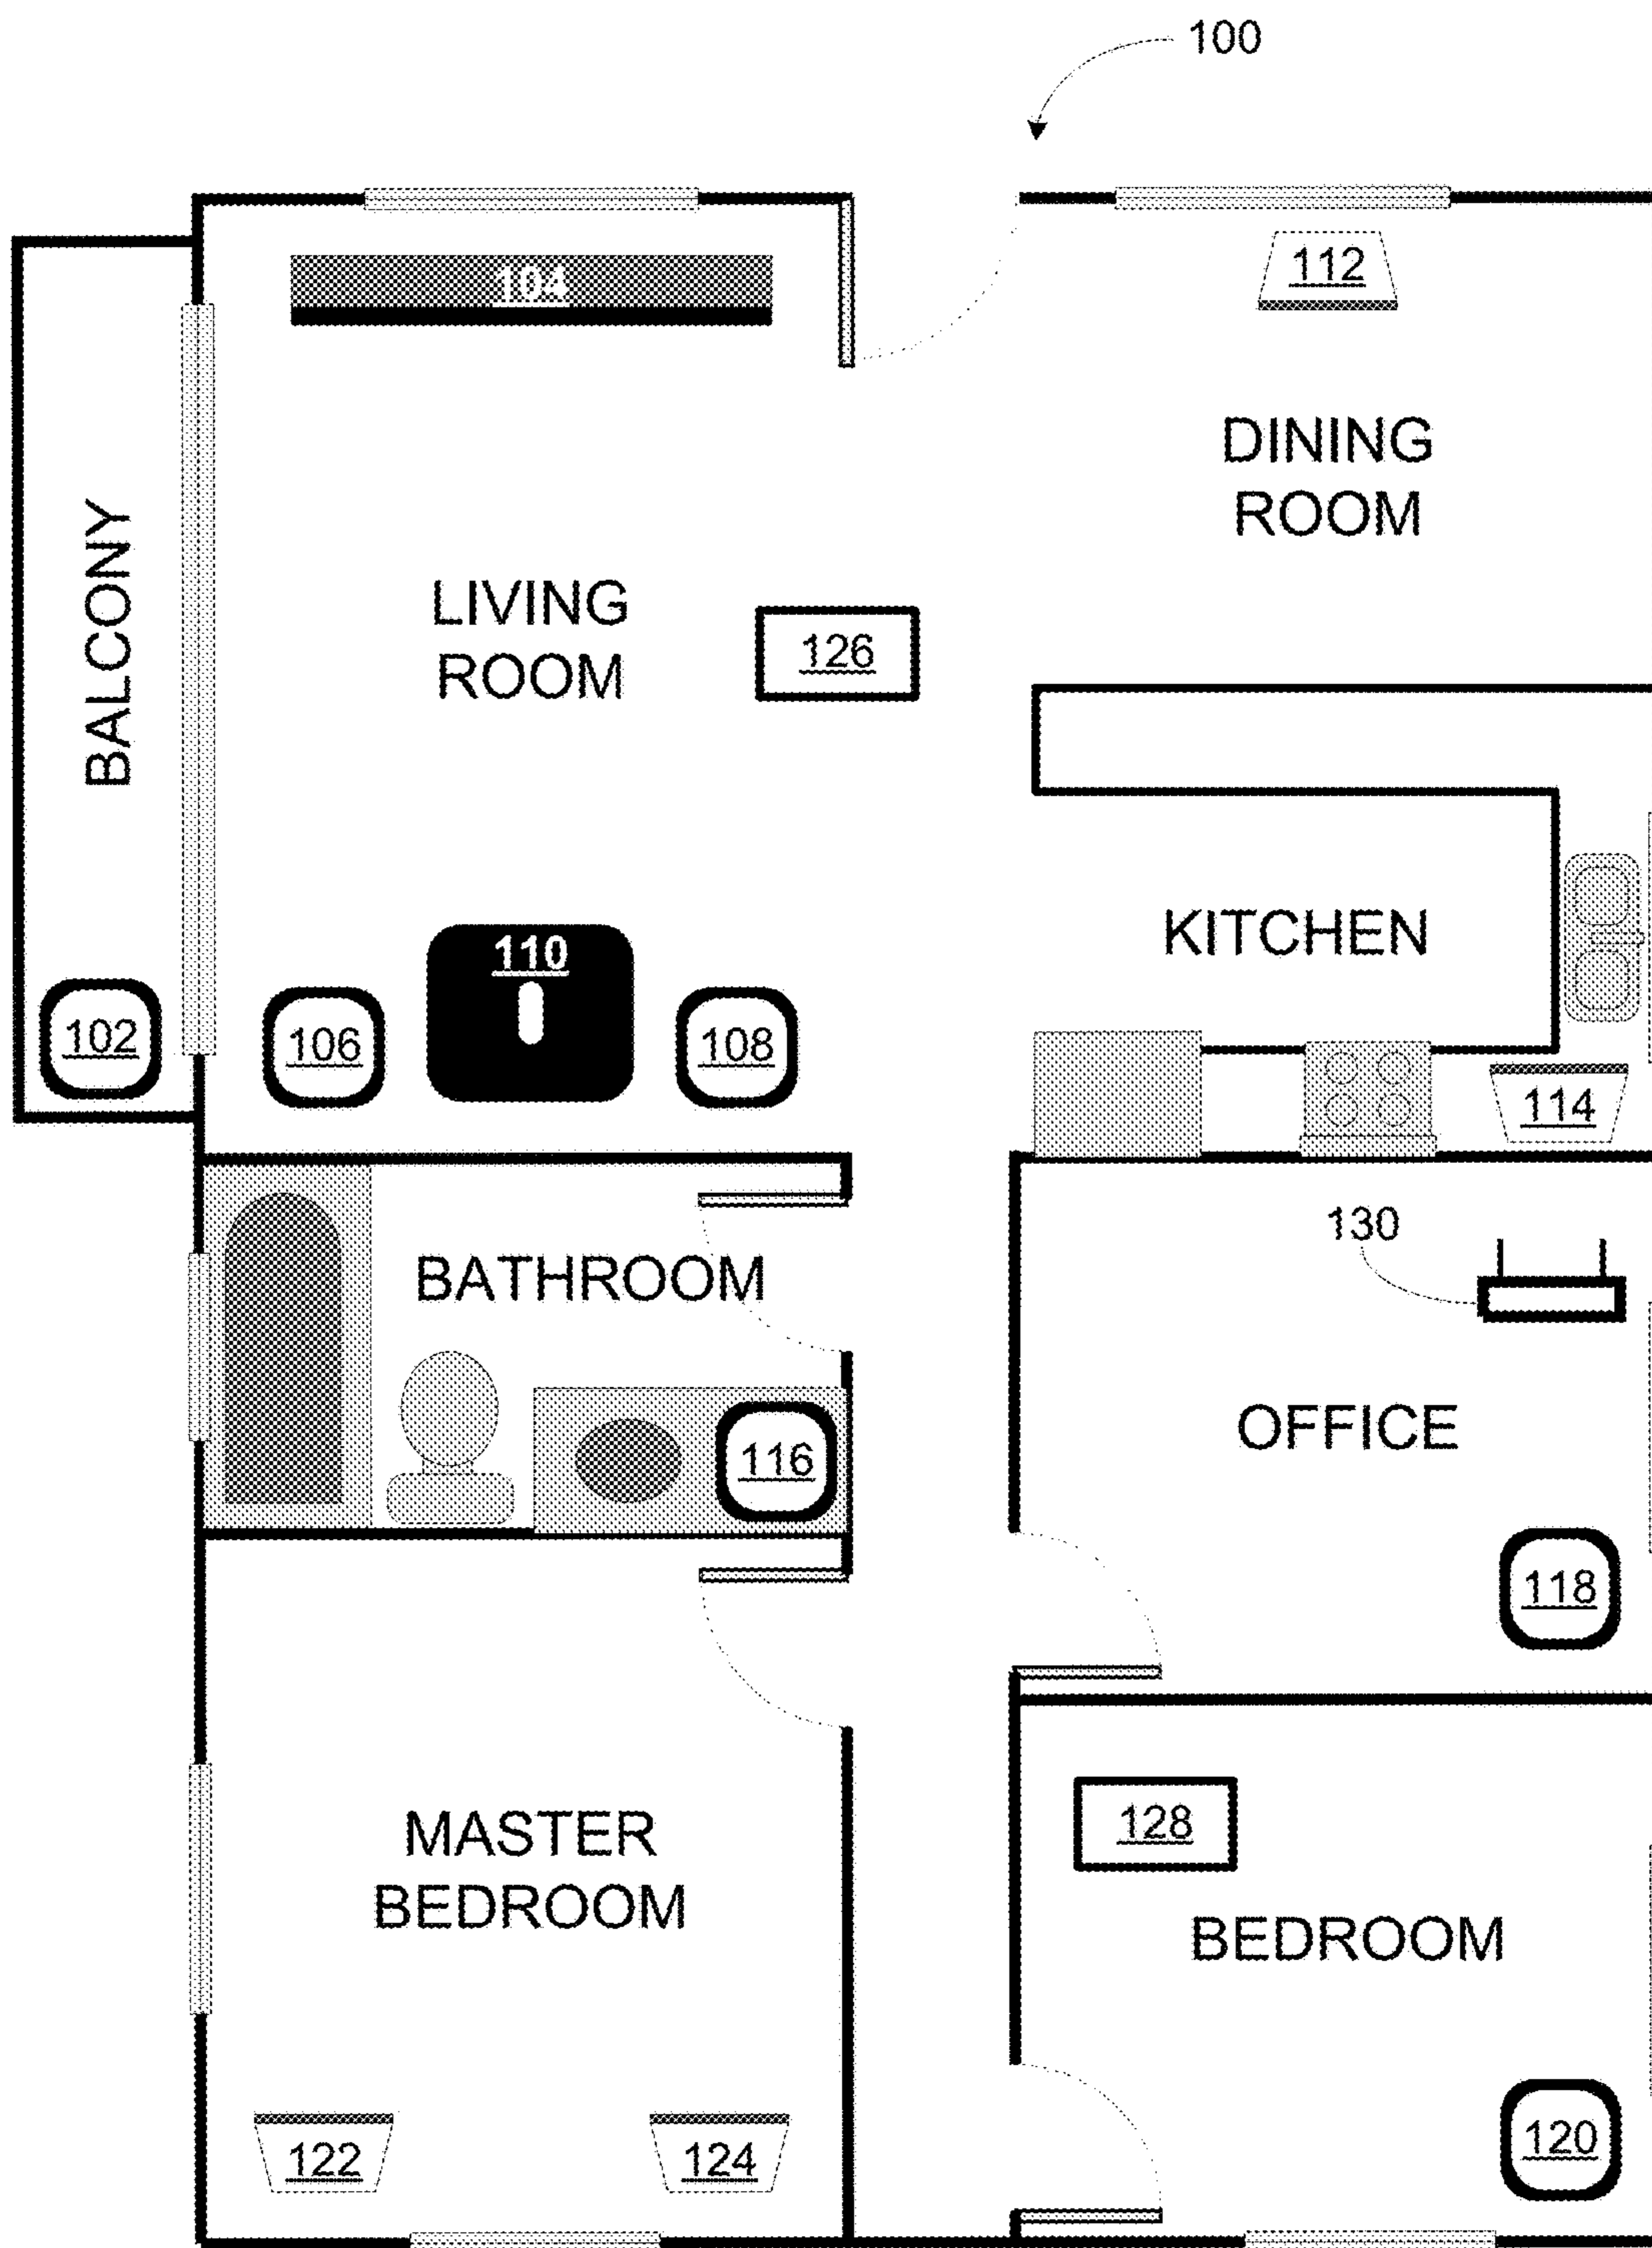 100
104
112
DINING
ROOM
BALCONY
LIVING
ROOM
126
110
KITCHEN
102
106
108
114
130
BATHROOM
OFFICE
116
118
MASTER
BEDROOM
128
BEDROOM
122
124
120